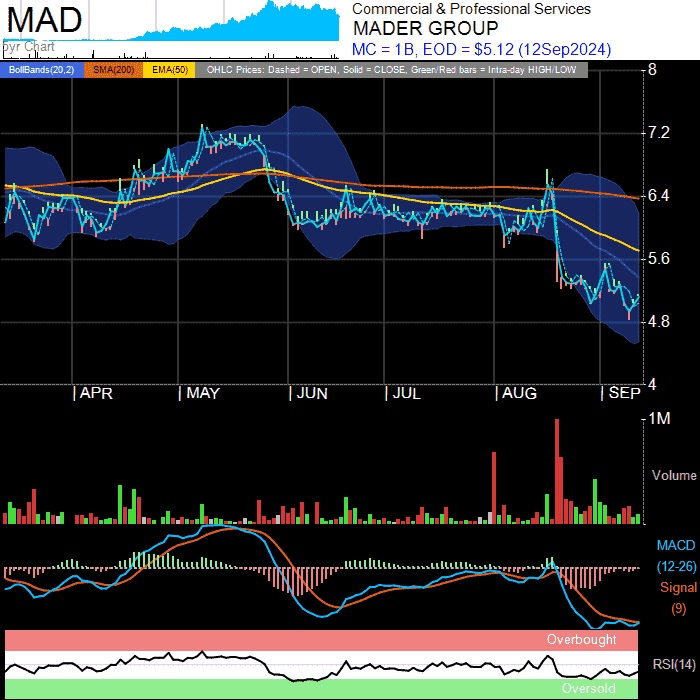 MAD
Commercial & Professional Services
MADER GROUP
MC = 1B, EOD = $5.12 (12Sep2024)
5yr Chart
BollBands(20,2) SMA(200) EMA(50) OHLC Prices: Dashed = OPEN, Solid = CLOSE, Green/Red bars = Intra-day HIGH/LOW
8
7.2
6.4
5.6
4.8
4
APR MAY JUN JUL AUG SEP
1M
Volume
MACD
(12-26)
Signal
(9)
Overbought
RSI(14)
Oversold